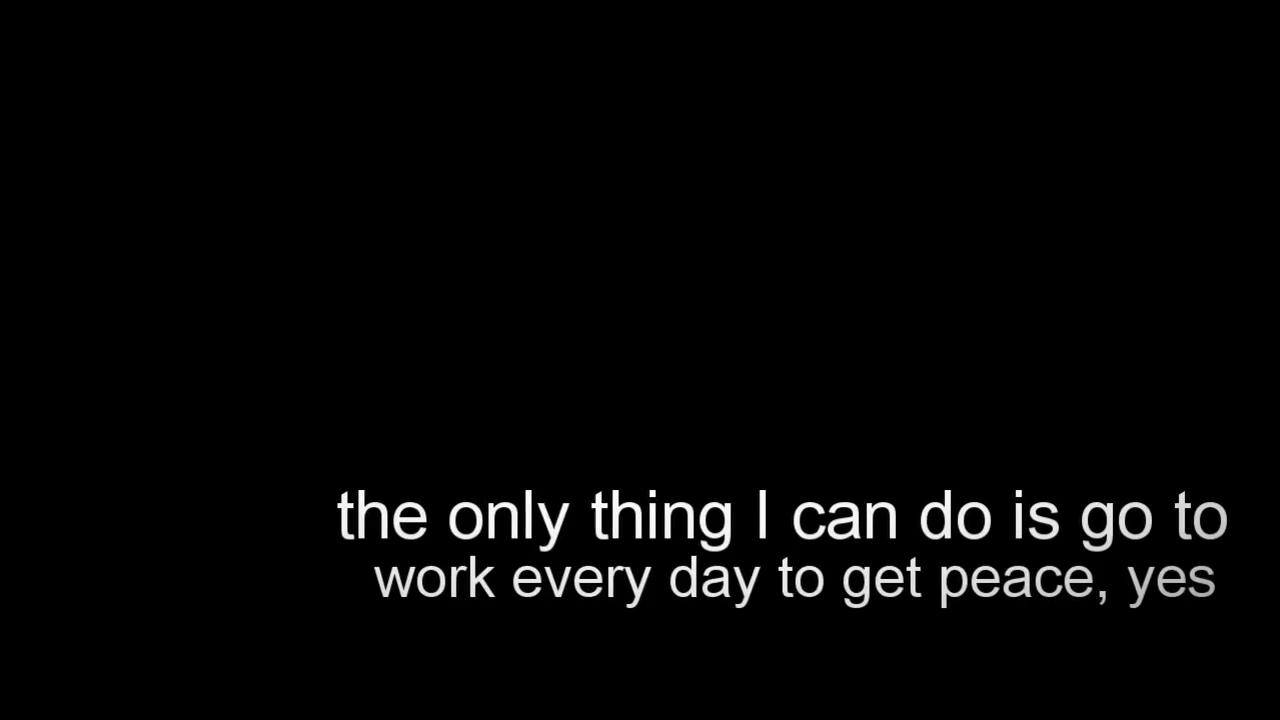 the only thing I can do is go to
work every day to get peace, yes